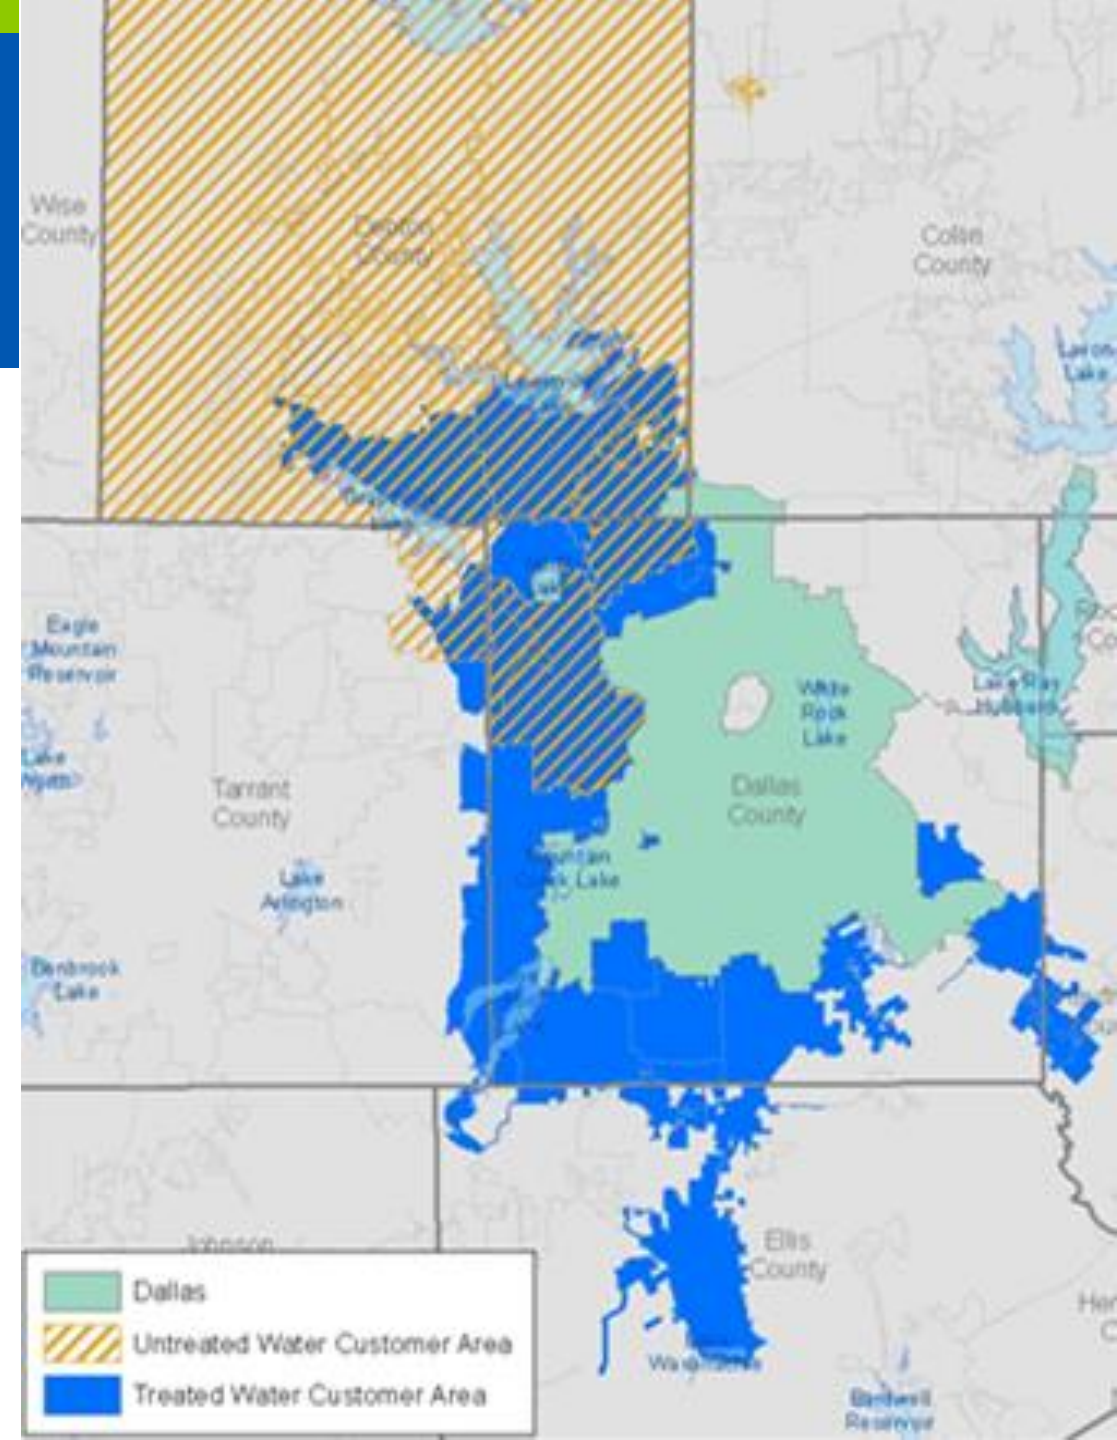 Wise
County
Denton
County
Collin
County
Lavon
Lake
Eagle
Mountain
Reservoir
Lake Ray
Hubbard
White
Rock
Lake
Lake
Worth
Tarrant
County
Dallas
County
Mountain
Creek Lake
Lake
Arlington
Benbrook
Lake
Johnson
Ellis
County
Dallas
Untreated Water Customer Area
Treated Water Customer Area
Bardwell
Reservoir